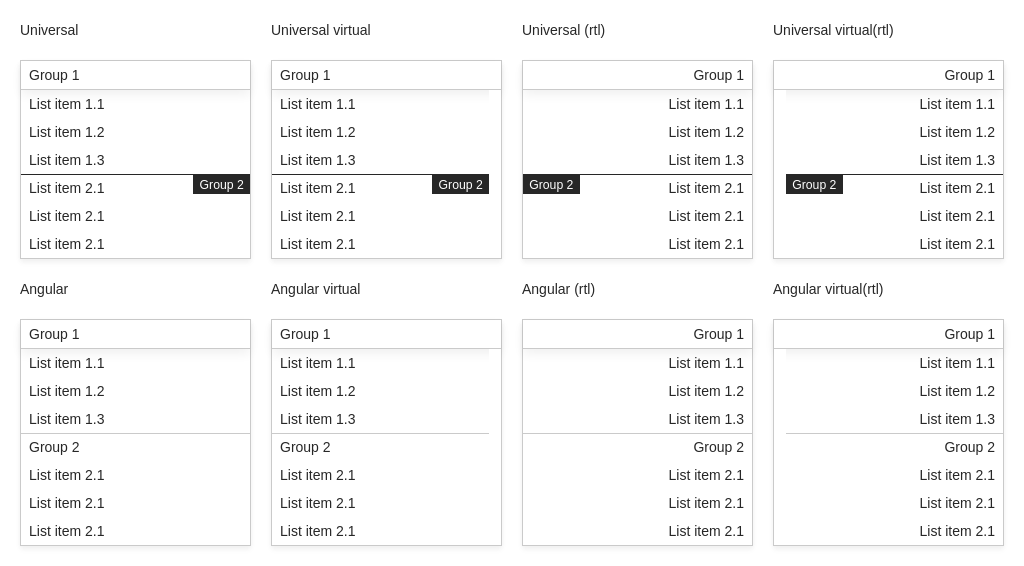 Universal
Group 1
List item 1.1
List item 1.2
List item 1.3
List item 2.1
Group 2
List item 2.1
List item 2.1
Universal virtual
Group 1
List item 1.1
List item 1.2
List item 1.3
List item 2.1
Group 2
List item 2.1
List item 2.1
Universal (rtl)
Group 1
List item 1.1
List item 1.2
List item 1.3
Group 2
List item 2.1
List item 2.1
List item 2.1
Universal virtual(rtl)
Group 1
List item 1.1
List item 1.2
List item 1.3
Group 2
List item 2.1
List item 2.1
List item 2.1
Angular
Group 1
List item 1.1
List item 1.2
List item 1.3
Group 2
List item 2.1
List item 2.1
List item 2.1
Angular virtual
Group 1
List item 1.1
List item 1.2
List item 1.3
Group 2
List item 2.1
List item 2.1
List item 2.1
Angular (rtl)
Group 1
List item 1.1
List item 1.2
List item 1.3
Group 2
List item 2.1
List item 2.1
List item 2.1
Angular virtual(rtl)
Group 1
List item 1.1
List item 1.2
List item 1.3
Group 2
List item 2.1
List item 2.1
List item 2.1